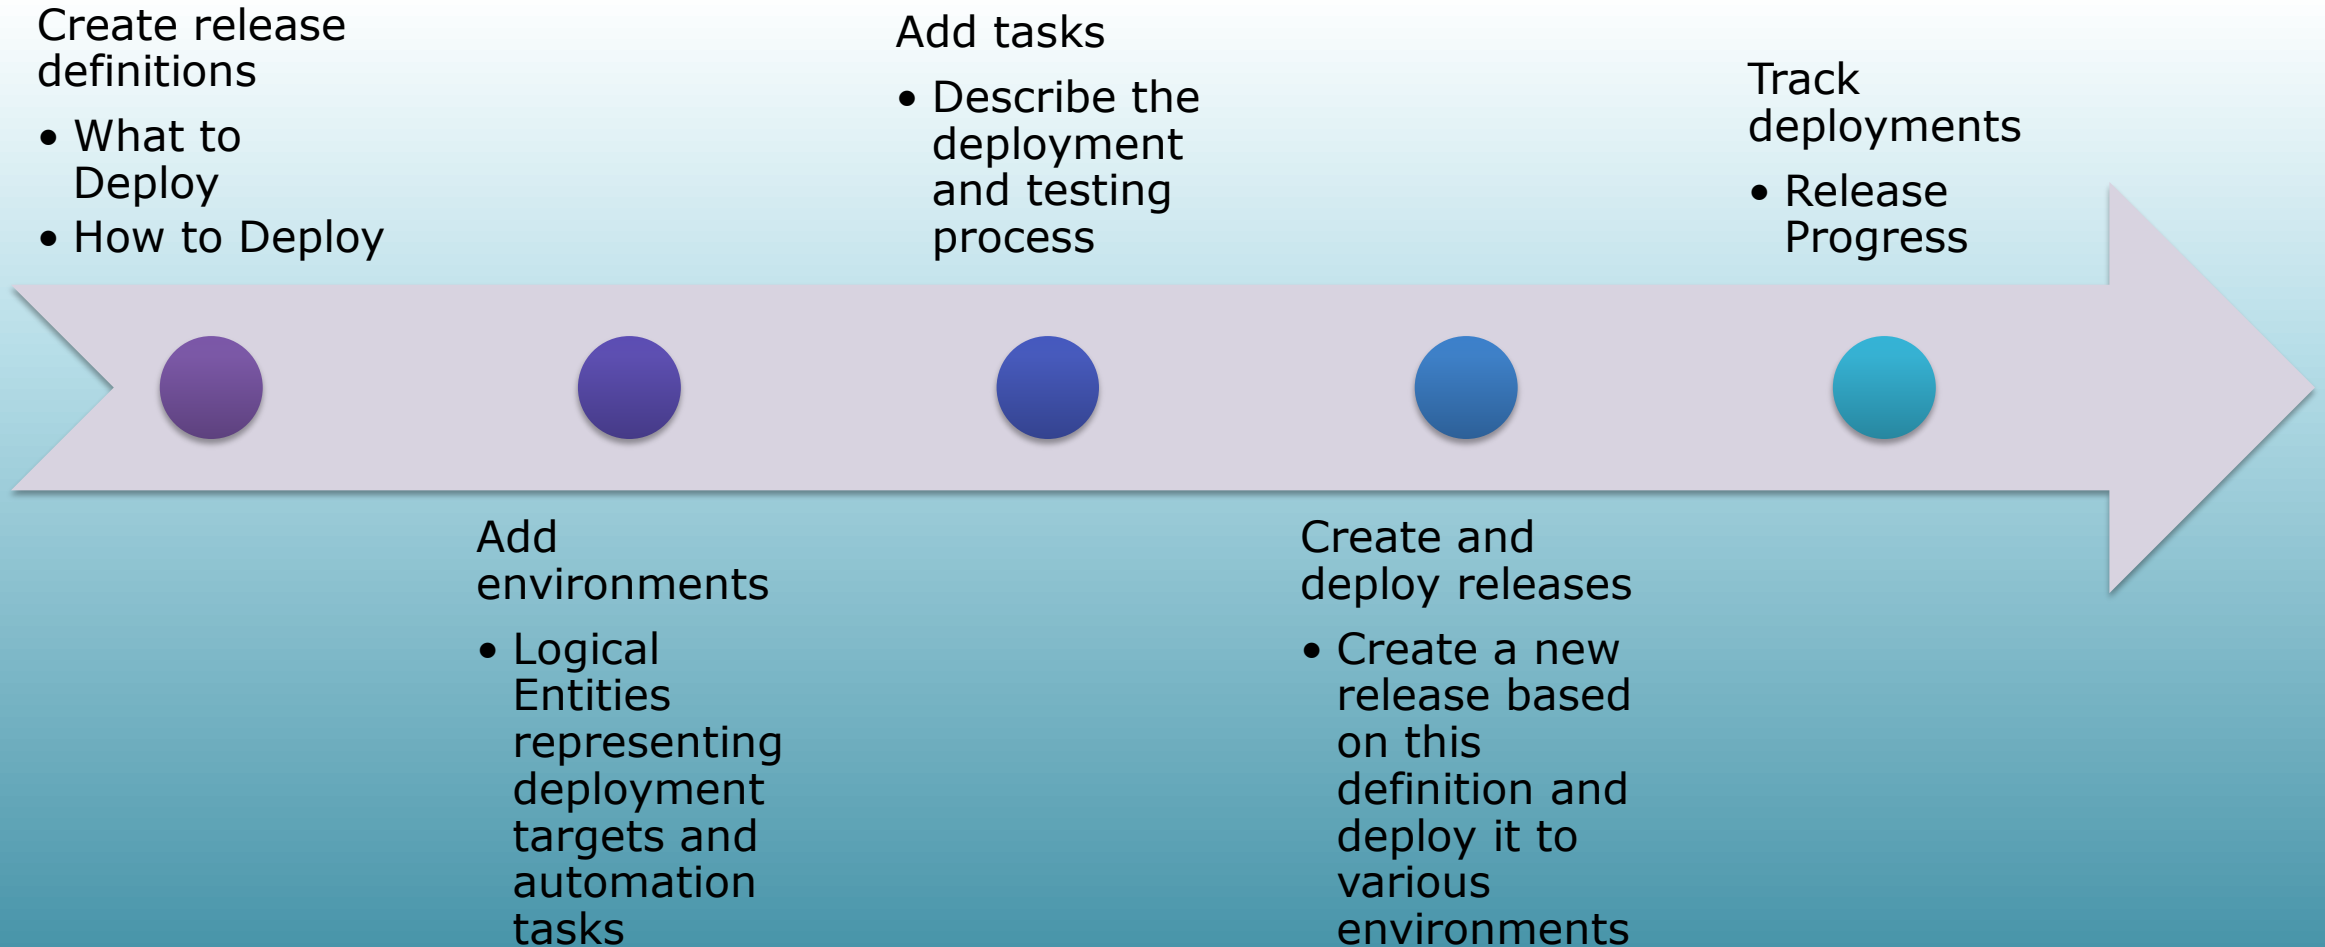 Create release
definitions
• What to
Deploy
• How to Deploy
Add
environments
• Logical
Entities
representing
deployment
targets and
automation
tasks
Add tasks
• Describe the
deployment
and testing
process
Create and
deploy releases
• Create a new
release based
on this
definition and
deploy it to
various
environments
Track
deployments
• Release
Progress